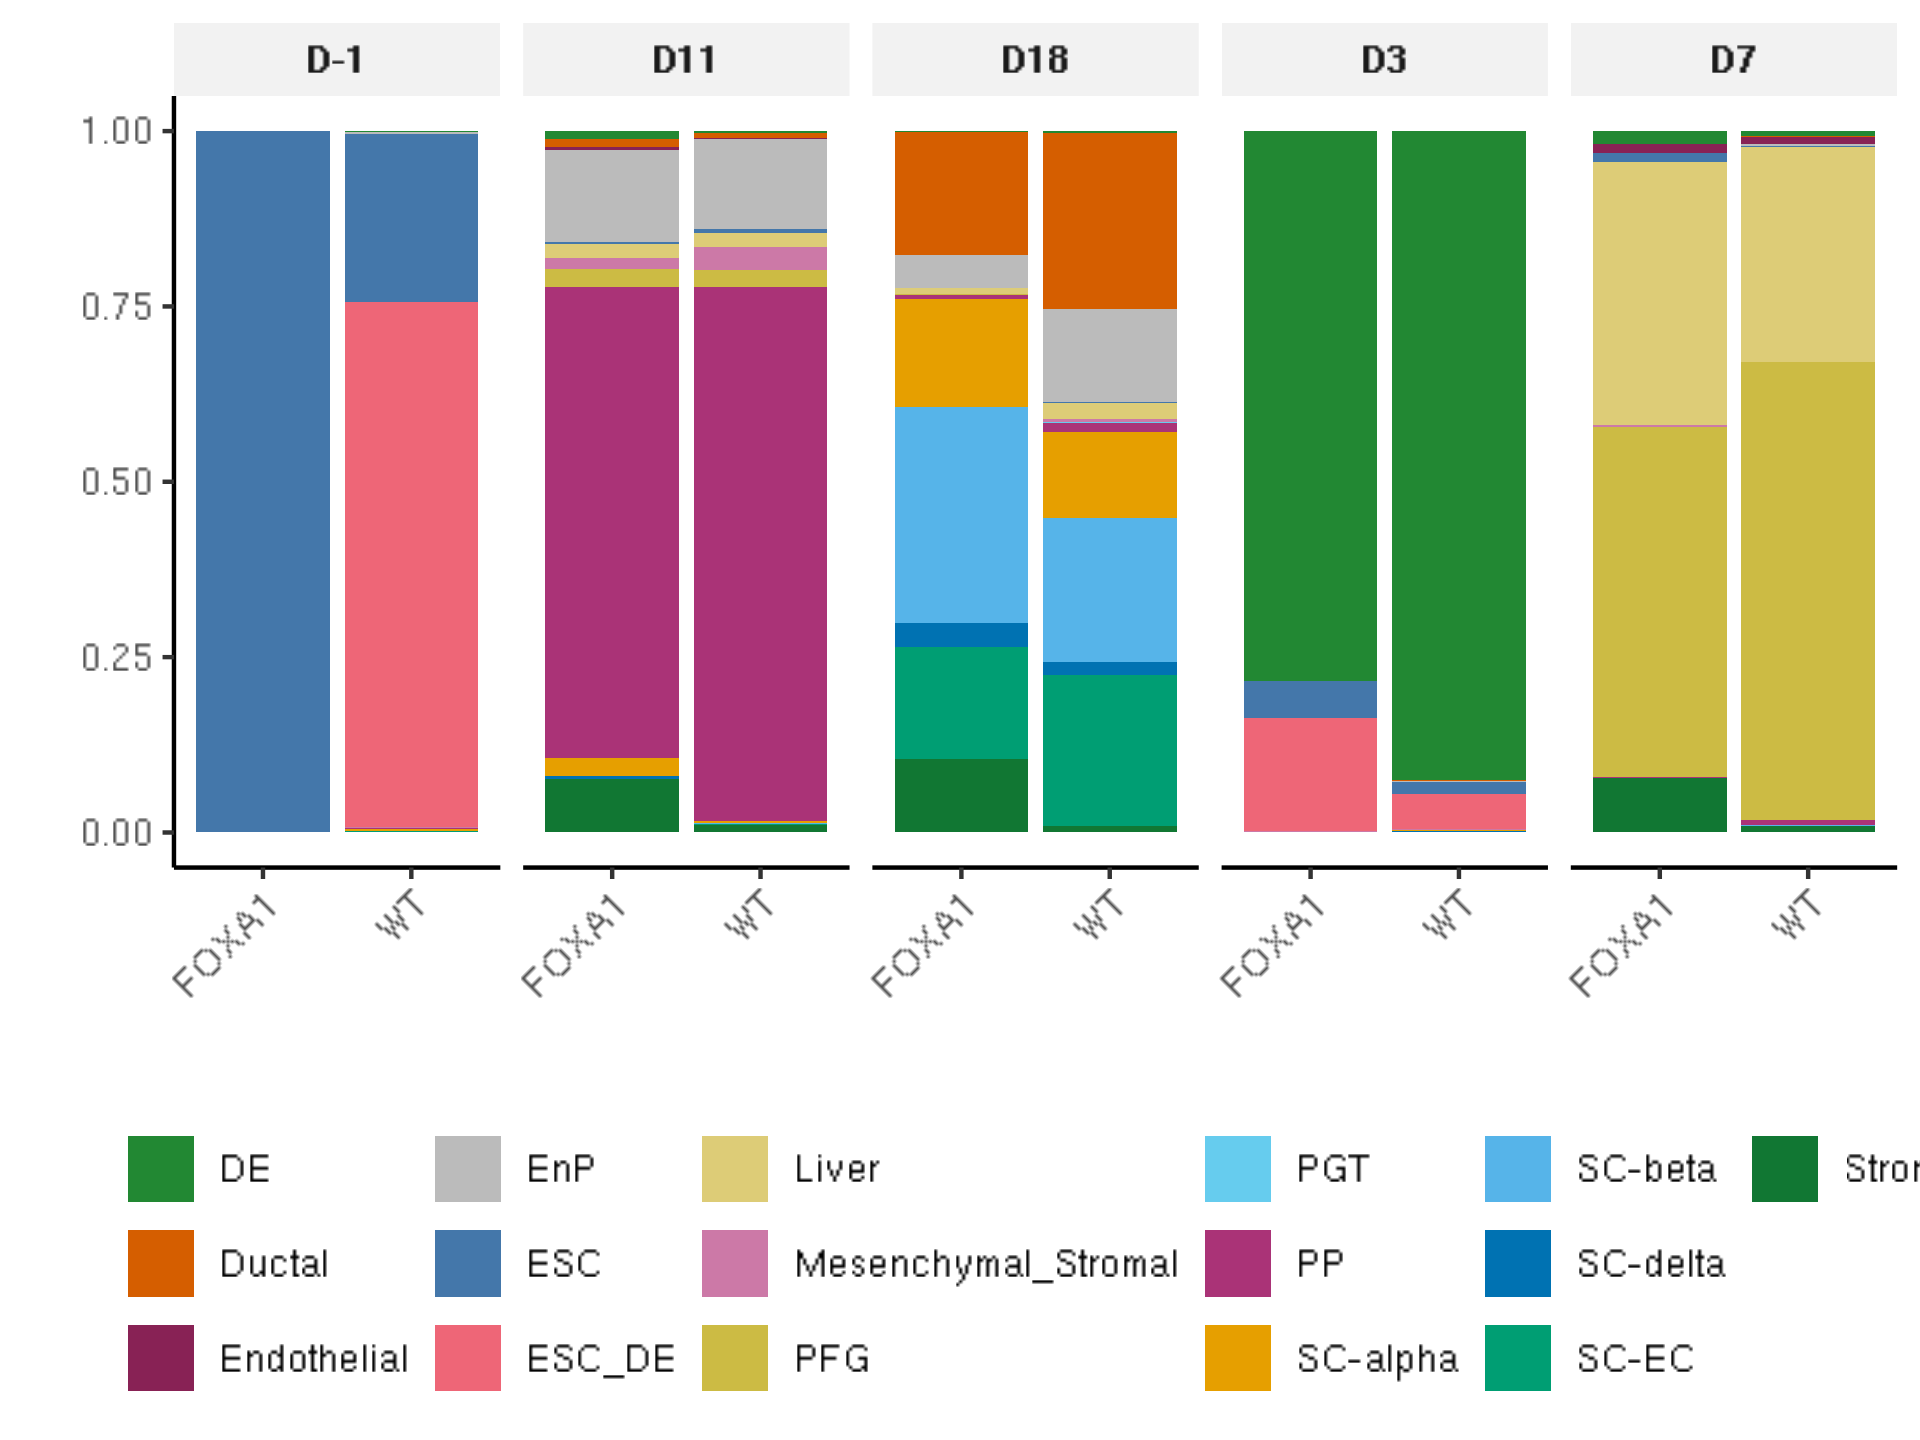 D-1 D11 D18 D3 D7
1.00
0.75
0.50
0.25
0.00
FOXA1 WT FOXA1 WT FOXA1 WT FOXA1 WT FOXA1 WT
DE EnP Liver PGT SC-beta
Ductal ESC Mesenchymal_Stromal PP SC-delta
Endothelial ESC_DE PFG SC-alpha SC-EC